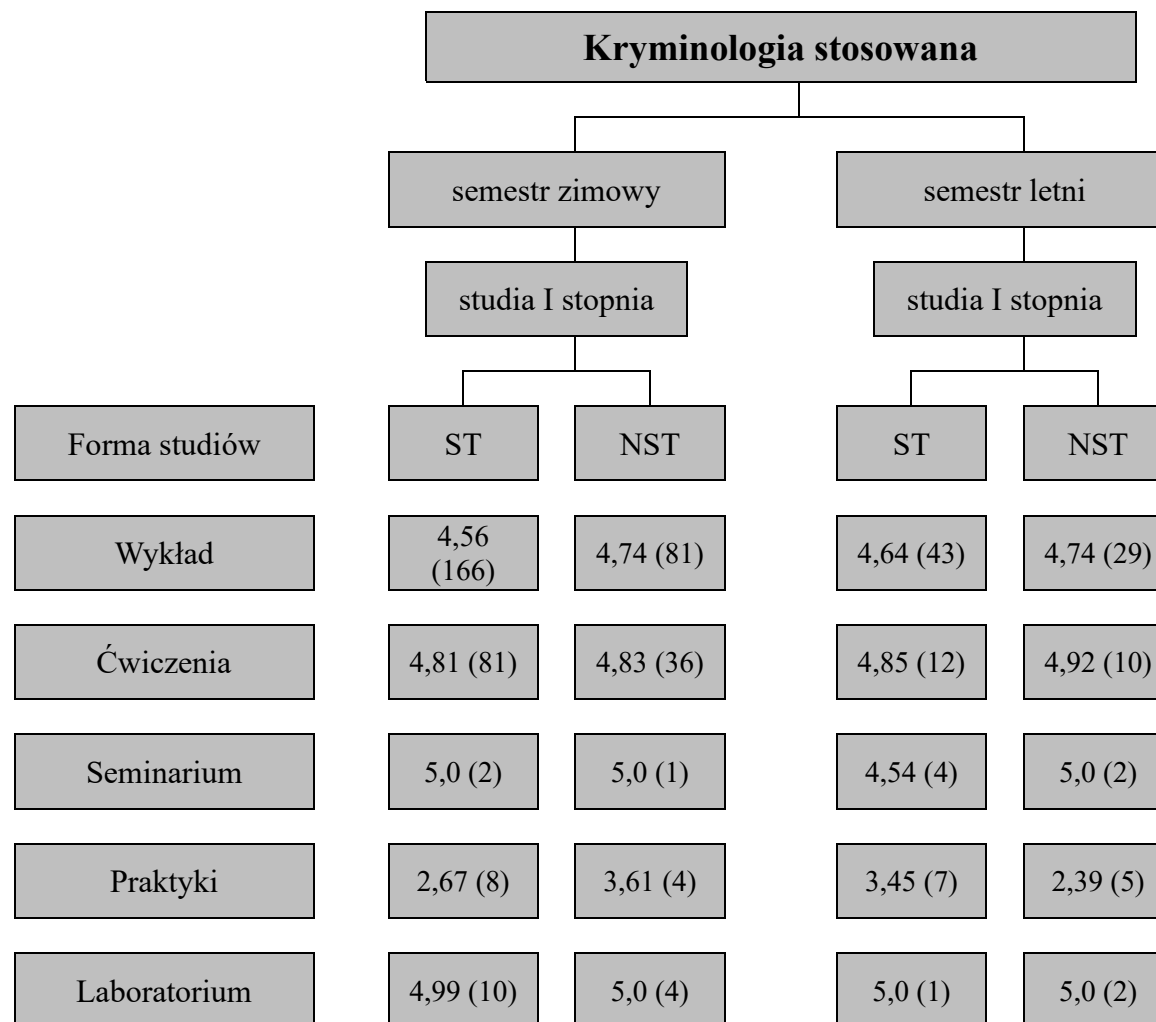 Kryminologia stosowana
semestr zimowy
semestr letni
studia I stopnia
studia I stopnia
Forma studiów
ST
NST
ST
NST
Wykład
4,56
(166)
4,74 (81)
4,64 (43)
4,74 (29)
Ćwiczenia
4,81 (81)
4,83 (36)
4,85 (12)
4,92 (10)
Seminarium
5,0 (2)
5,0 (1)
4,54 (4)
5,0 (2)
Praktyki
2,67 (8)
3,61 (4)
3,45 (7)
2,39 (5)
Laboratorium
4,99 (10)
5,0 (4)
5,0 (1)
5,0 (2)